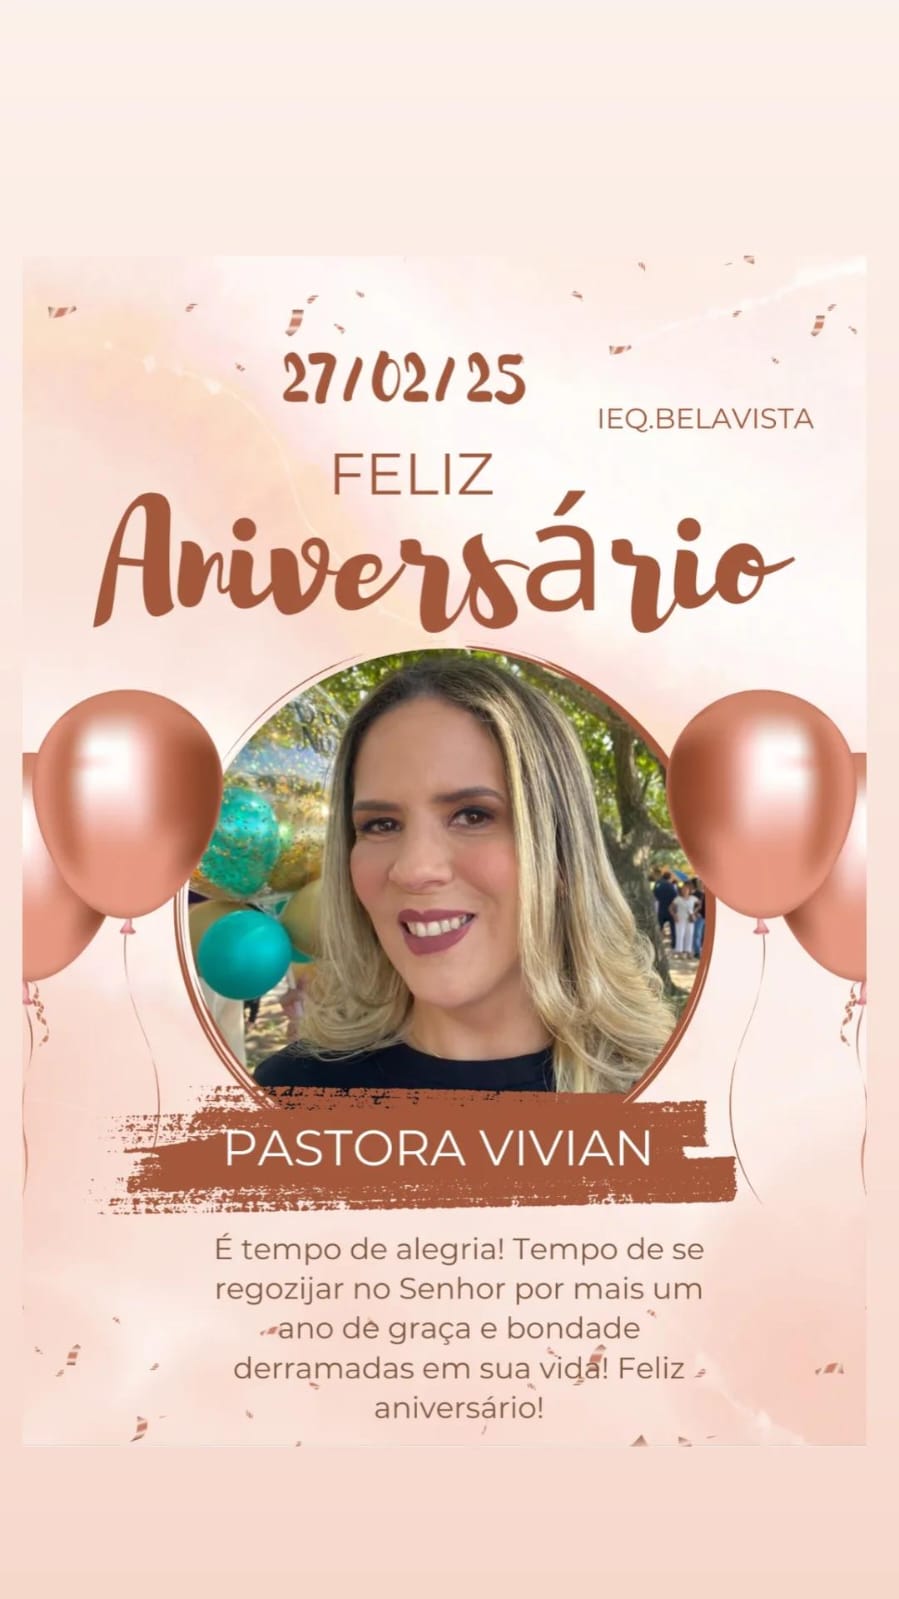 27/02/25
IEQ.BELAVISTA
FELIZ
Aniversário
PASTORA VIVIAN
É tempo de alegria! Tempo de se
regozijar no Senhor por mais um
ano de graça e bondade
derramadas em sua vida! Feliz
aniversário!